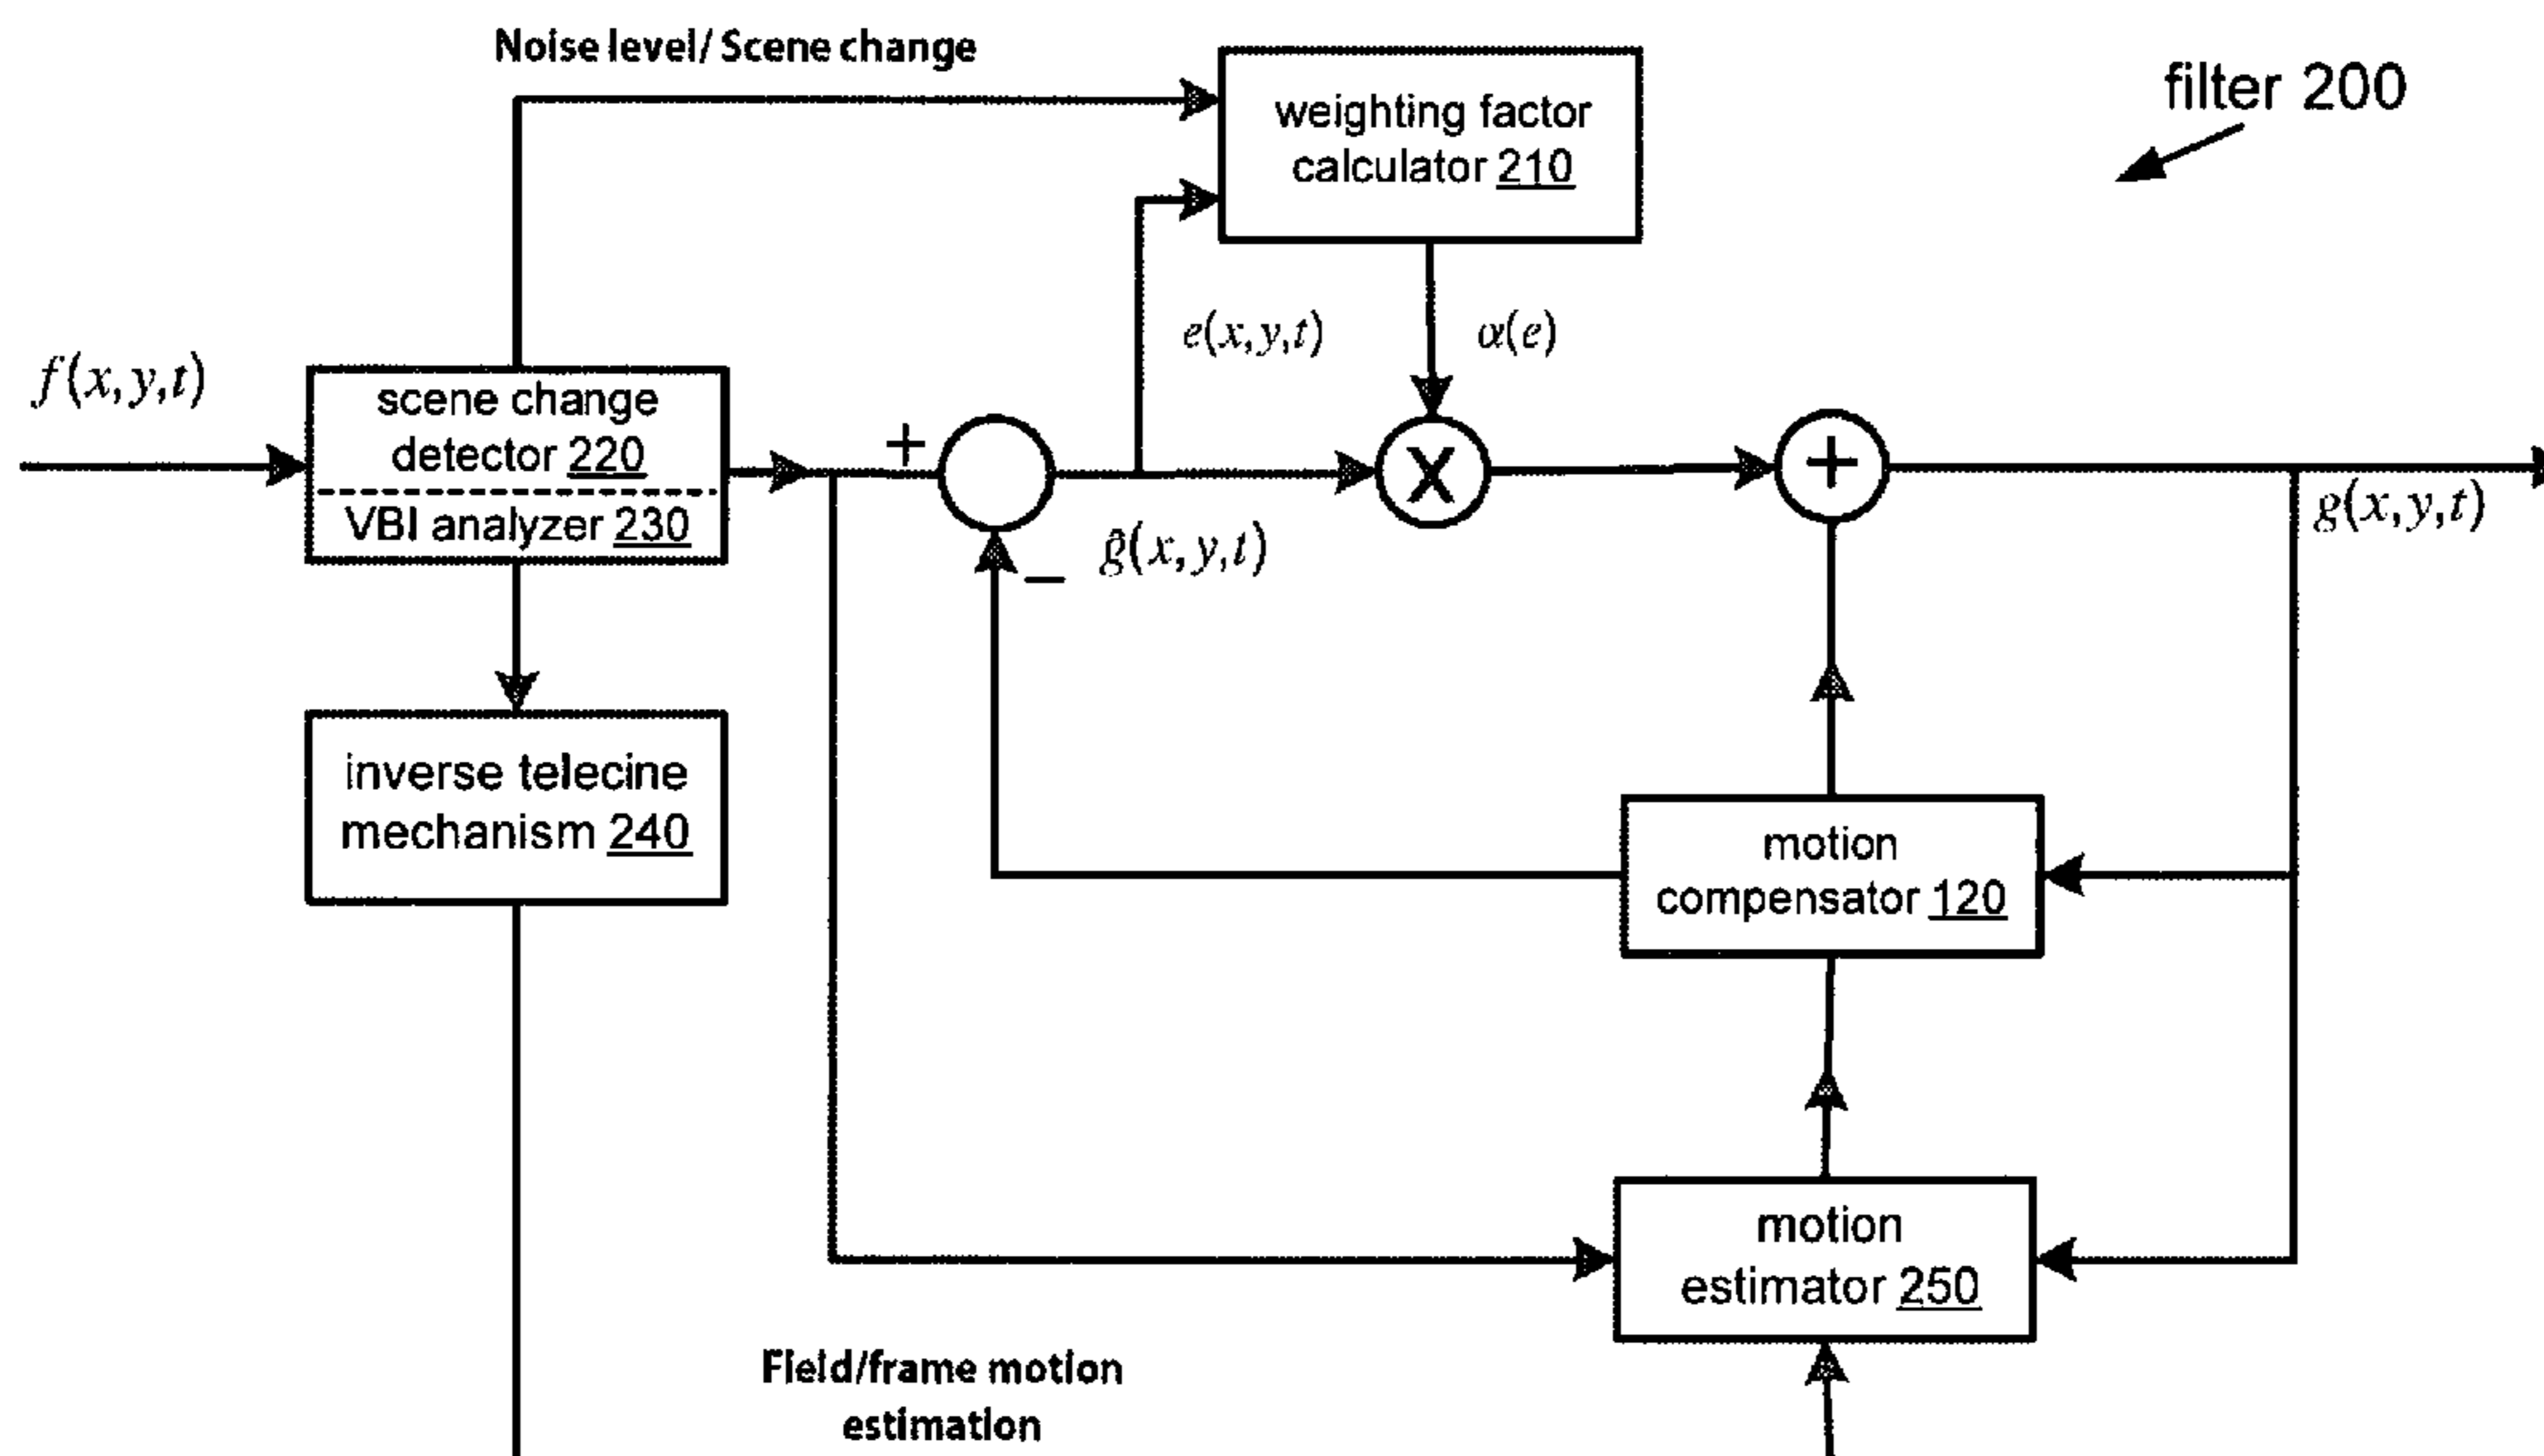 Noise level/ Scene change
filter 200
weighting factor
calculator 210
e(x,y,t)
α(e)
f(x,y,t)
scene change
detector 220
VBI analyzer 230
+
X
+
g(x,y,t)
−
ĝ(x,y,t)
inverse telecine
mechanism 240
motion
compensator 120
motion
estimator 250
Field/frame motion
estimation